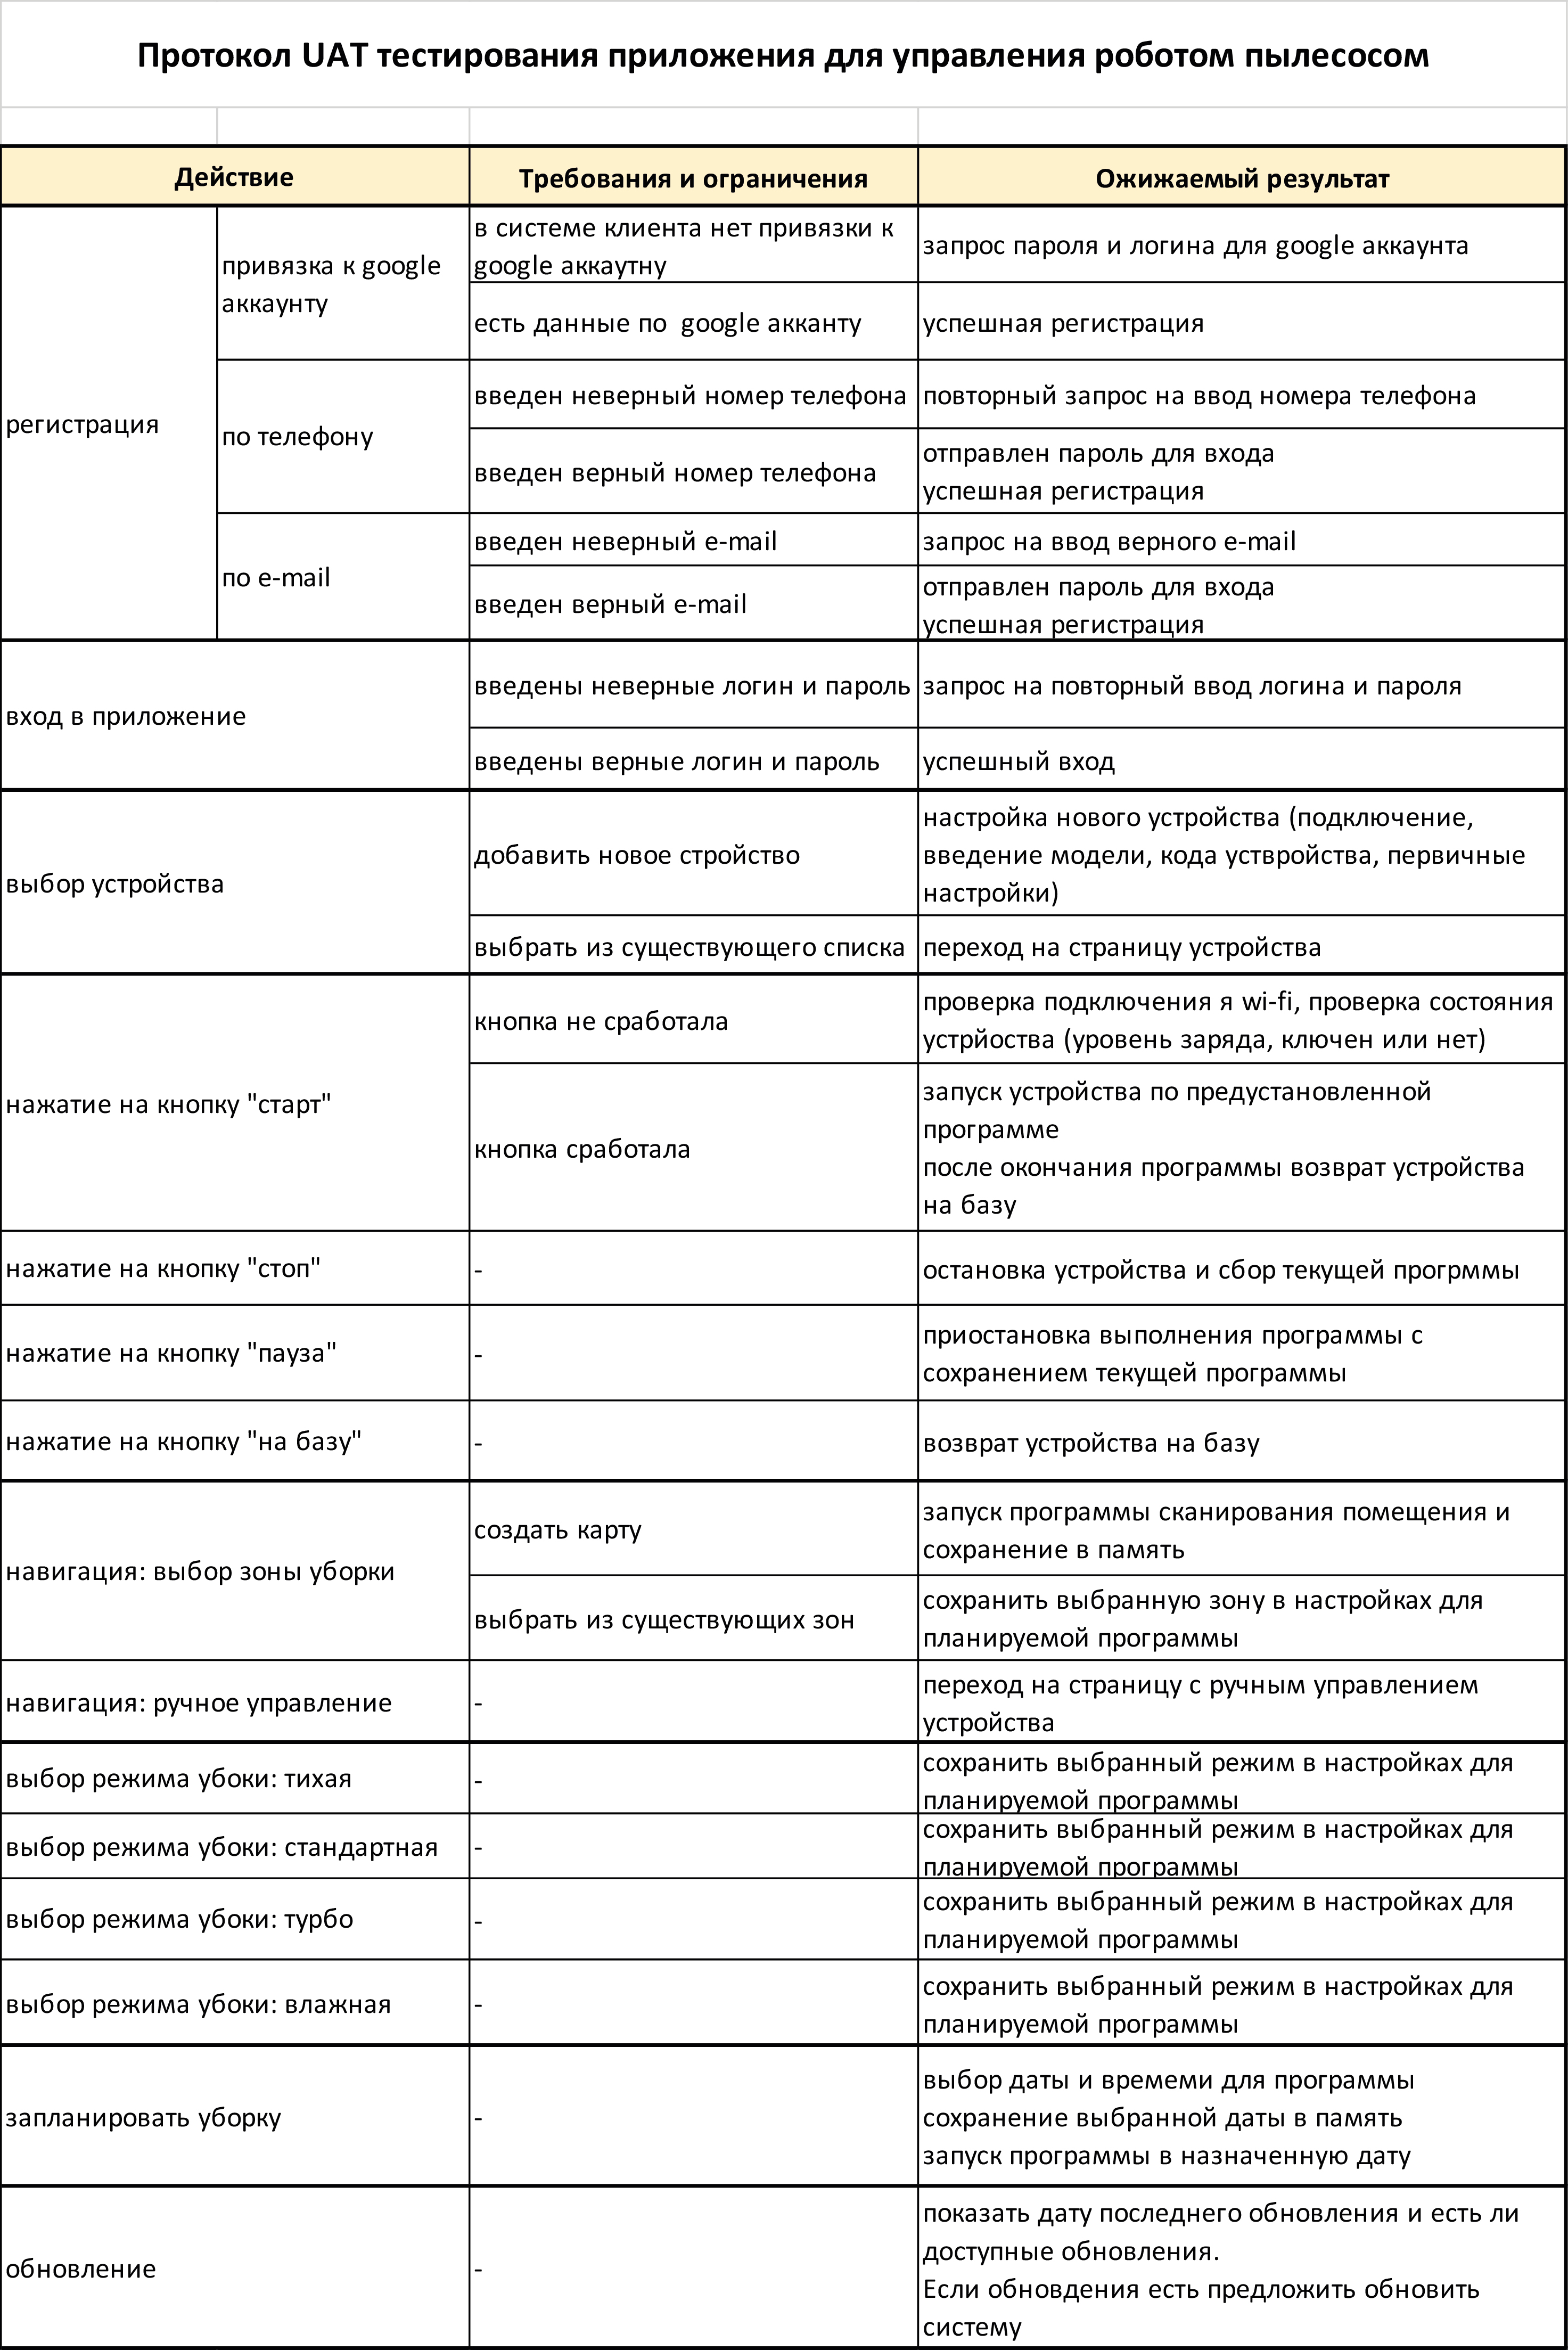 Протокол UAT тестирования приложения для управления роботом пылесосом
Действие
Требования и ограничения
Ожижаемый результат
регистрация
привязка к google
аккаунту
в системе клиента нет привязки к
google аккаутну
запрос пароля и логина для google аккаунта
есть данные по google акканту
успешная регистрация
по телефону
введен неверный номер телефона
повторный запрос на ввод номера телефона
введен верный номер телефона
отправлен пароль для входа
успешная регистрация
по e-mail
введен неверный e-mail
запрос на ввод верного e-mail
введен верный e-mail
отправлен пароль для входа
успешная регистрация
вход в приложение
введены неверные логин и пароль
запрос на повторный ввод логина и пароля
введены верные логин и пароль
успешный вход
выбор устройства
добавить новое стройство
настройка нового устройства (подключение,
введение модели, кода уствройства, первичные
настройки)
выбрать из существующего списка
переход на страницу устройства
нажатие на кнопку "старт"
кнопка не сработала
проверка подключения я wi-fi, проверка состояния
устрйоства (уровень заряда, ключен или нет)
кнопка сработала
запуск устройства по предустановленной
программе
после окончания программы возврат устройства
на базу
нажатие на кнопку "стоп"
-
остановка устройства и сбор текущей прогрммы
нажатие на кнопку "пауза"
-
приостановка выполнения программы с
сохранением текущей программы
нажатие на кнопку "на базу"
-
возврат устройства на базу
навигация: выбор зоны уборки
создать карту
запуск программы сканирования помещения и
сохранение в память
выбрать из существующих зон
сохранить выбранную зону в настройках для
планируемой программы
навигация: ручное управление
-
переход на страницу с ручным управлением
устройства
выбор режима убоки: тихая
-
сохранить выбранный режим в настройках для
планируемой программы
выбор режима убоки: стандартная
-
сохранить выбранный режим в настройках для
планируемой программы
выбор режима убоки: турбо
-
сохранить выбранный режим в настройках для
планируемой программы
выбор режима убоки: влажная
-
сохранить выбранный режим в настройках для
планируемой программы
запланировать уборку
-
выбор даты и времеми для программы
сохранение выбранной даты в память
запуск программы в назначенную дату
обновление
-
показать дату последнего обновления и есть ли
доступные обновления.
Если обновдения есть предложить обновить
систему